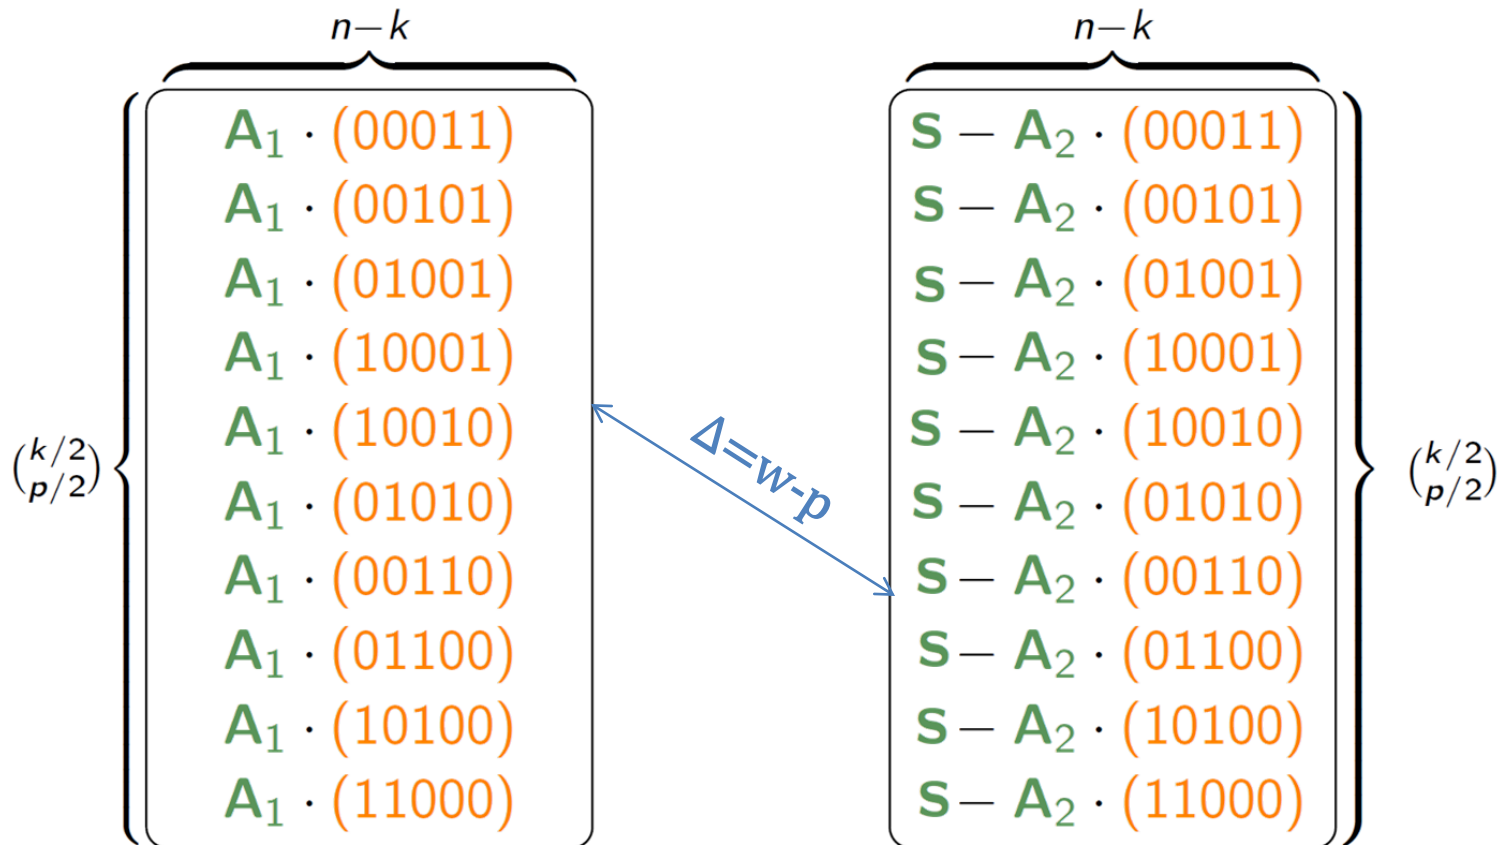 n−k n−k
A₁ · (00011) S − A₂ · (00011)
A₁ · (00101) S − A₂ · (00101)
A₁ · (01001) S − A₂ · (01001)
A₁ · (10001) S − A₂ · (10001)
A₁ · (10010) S − A₂ · (10010)
(k/2 p/2) Δ=w-p (k/2 p/2)
A₁ · (01010) S − A₂ · (01010)
A₁ · (00110) S − A₂ · (00110)
A₁ · (01100) S − A₂ · (01100)
A₁ · (10100) S − A₂ · (10100)
A₁ · (11000) S − A₂ · (11000)